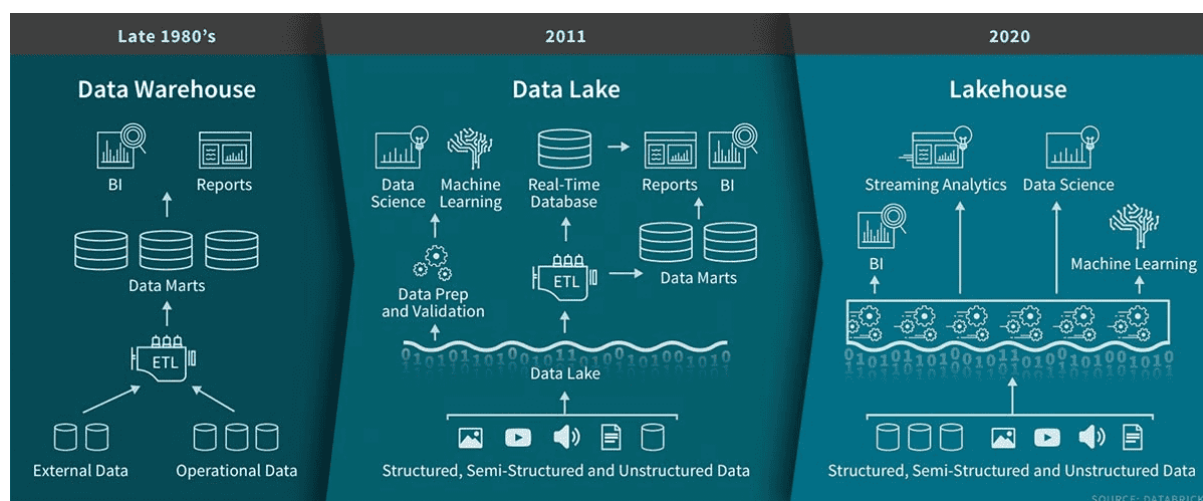 Late 1980's
Data Warehouse
BI
Reports
Data Marts
ETL
External Data
Operational Data
2011
Data Lake
Data
Science
Machine
Learning
Real-Time
Database
Reports
BI
ETL
Data Marts
Data Prep
and Validation
Data Lake
Structured, Semi-Structured and Unstructured Data
2020
Lakehouse
Streaming Analytics
Data Science
BI
Machine Learning
Structured, Semi-Structured and Unstructured Data